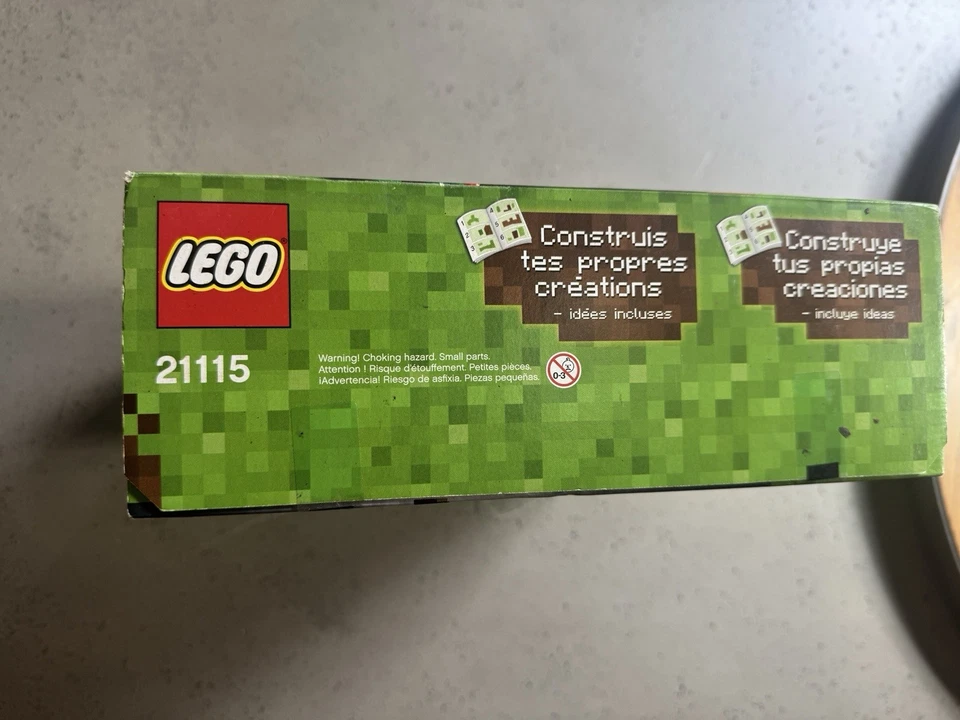 LEGO
21115
Warning! Choking hazard. Small parts.
Attention ! Risque d'étouffement. Petites pièces.
¡Advertencia! Riesgo de asfixia. Piezas pequeñas.
0-3
Construis
tes propres
créations
– idées incluses
Construye
tus propias
creaciones
– incluye ideas